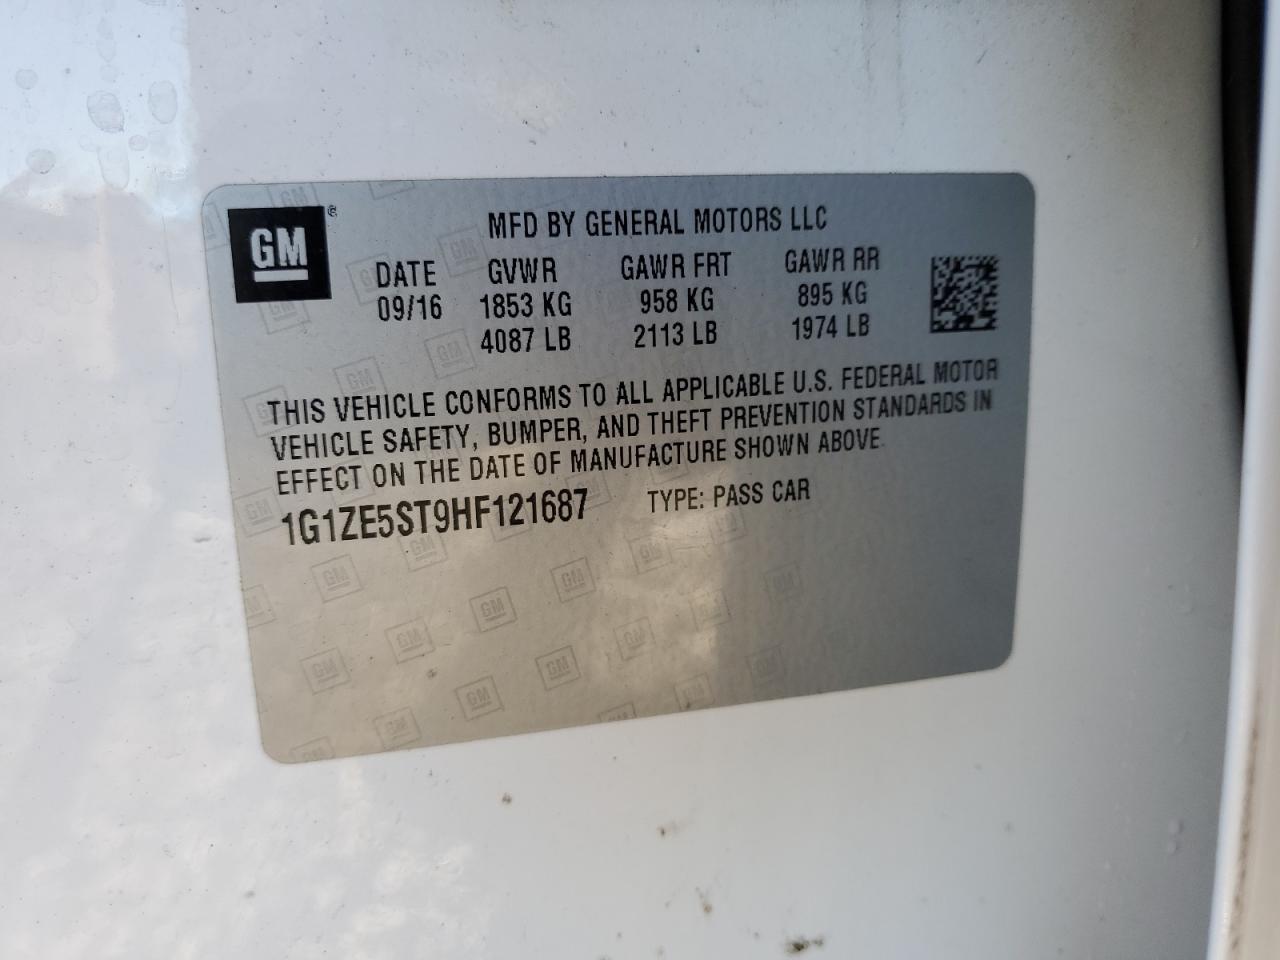 GM®
MFD BY GENERAL MOTORS LLC
DATE GVWR GAWR FRT GAWR RR
09/16 1853 KG 958 KG 895 KG
4087 LB 2113 LB 1974 LB
THIS VEHICLE CONFORMS TO ALL APPLICABLE U.S. FEDERAL MOTOR
VEHICLE SAFETY, BUMPER, AND THEFT PREVENTION STANDARDS IN
EFFECT ON THE DATE OF MANUFACTURE SHOWN ABOVE.
1G1ZE5ST9HF121687 TYPE: PASS CAR